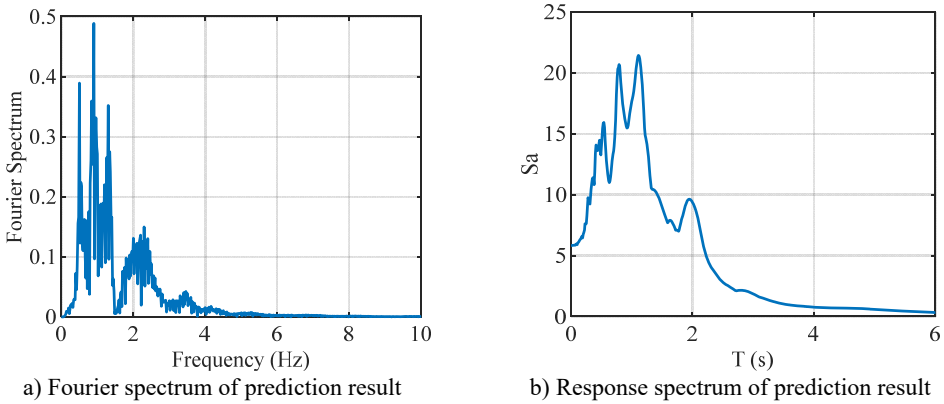 0.5
0.4
0.3
0.2
0.1
0
Fourier Spectrum
0 2 4 6 8 10
Frequency (Hz)
a) Fourier spectrum of prediction result
25
20
15
10
5
0
Sa
0 2 4 6
T (s)
b) Response spectrum of prediction result